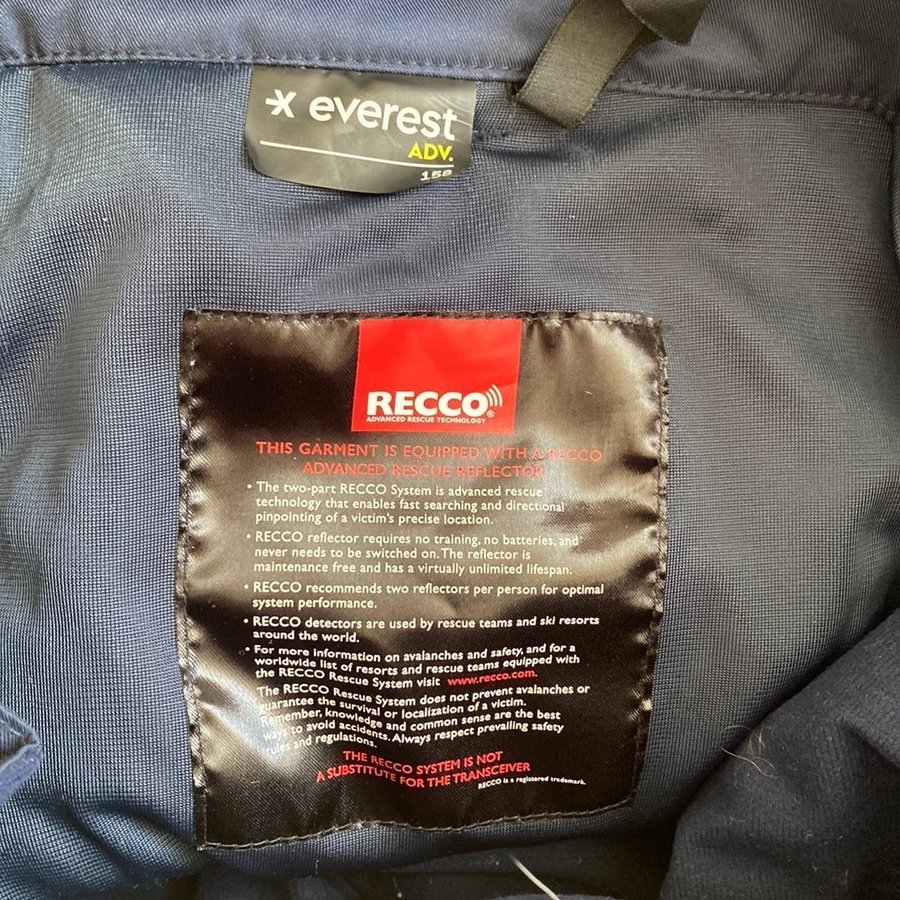 everest
ADV.
158
RECCO®
ADVANCED RESCUE TECHNOLOGY
THIS GARMENT IS EQUIPPED WITH A RECCO
ADVANCED RESCUE REFLECTOR
• The two-part RECCO System is advanced rescue
technology that enables fast searching and directional
pinpointing of a victim's precise location.
• RECCO reflector requires no training, no batteries, and
never needs to be switched on. The reflector is
maintenance free and has a virtually unlimited lifespan.
• RECCO recommends two reflectors per person for optimal
system performance.
• RECCO detectors are used by rescue teams and ski resorts
around the world.
• For more information on avalanches and safety, and for a
worldwide list of resorts and rescue teams equipped with
the RECCO Rescue System visit www.recco.com.
The RECCO Rescue System does not prevent avalanches or
guarantee the survival or localization of a victim.
Remember, knowledge and common sense are the best
ways to avoid accidents. Always respect prevailing safety
rules and regulations.
THE RECCO SYSTEM IS NOT
A SUBSTITUTE FOR THE TRANSCEIVER
RECCO is a registered trademark.